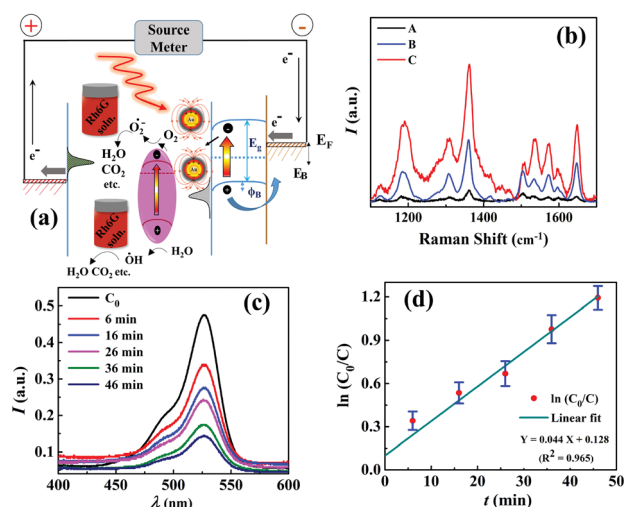 +
Source
Meter
-
e-
e-
Rh6G
soln.
O2•-
O2
Au
Eg
EF
H2O
CO2
etc.
Au
e-
EB
ϕB
(a)
Rh6G
soln.
•OH
H2O
H2O CO2 etc.
(b)
A
B
C
I (a.u.)
1200 1400 1600
Raman Shift (cm-1)
(c)
C0
6 min
16 min
26 min
36 min
46 min
0.5
0.4
0.3
0.2
0.1
I (a.u.)
400 450 500 550 600
λ (nm)
(d)
1.2
0.9
0.6
0.3
0.0
ln (C0/C)
ln (C0/C)
Linear fit
Y = 0.044 X + 0.128
(R2 = 0.965)
0 10 20 30 40 50
t (min)